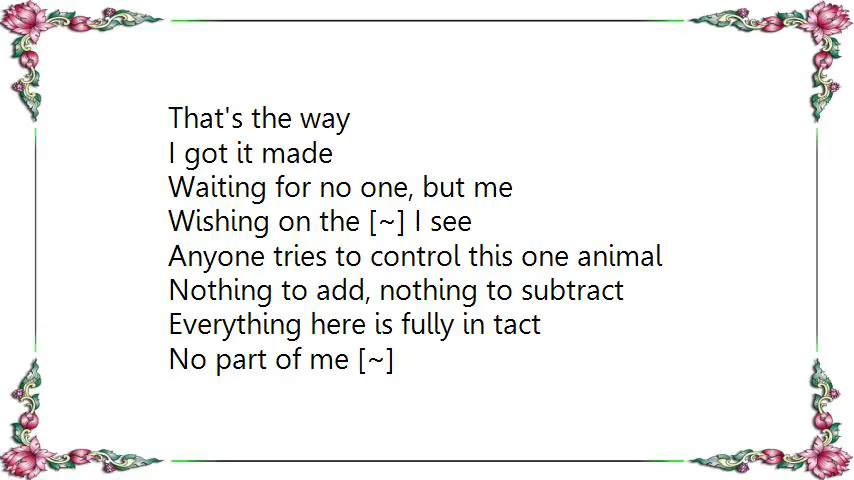 That's the way
I got it made
Waiting for no one, but me
Wishing on the [~] I see
Anyone tries to control this one animal
Nothing to add, nothing to subtract
Everything here is fully in tact
No part of me [~]